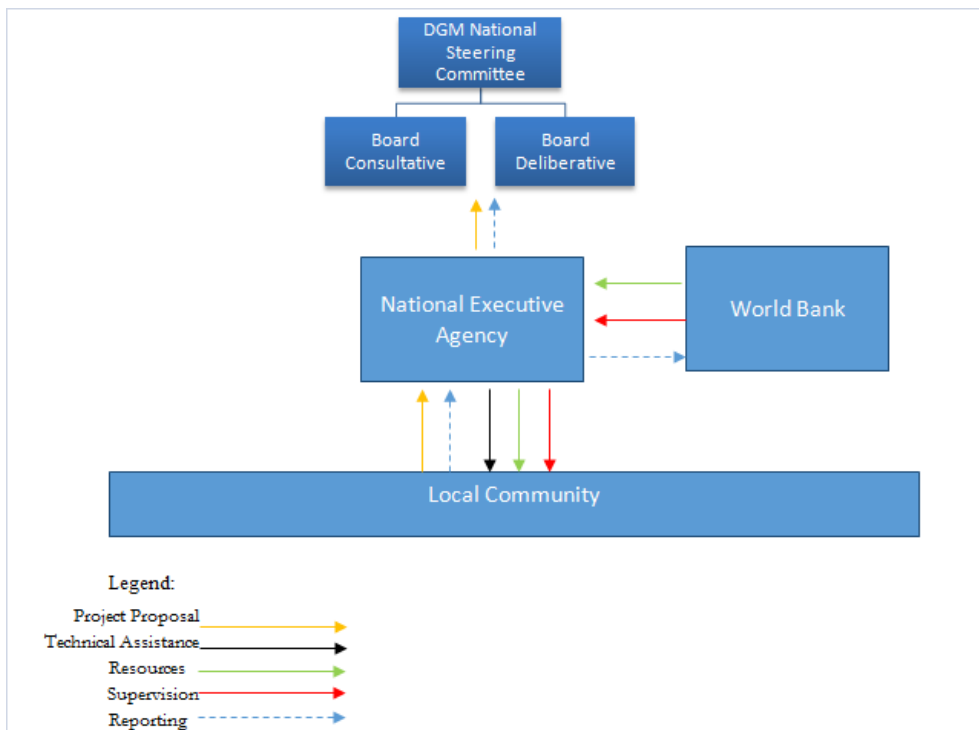 DGM National
Steering
Committee
Board
Consultative
Board
Deliberative
National Executive
Agency
World Bank
Local Community
Legend:
Project Proposal
Technical Assistance
Resources
Supervision
Reporting